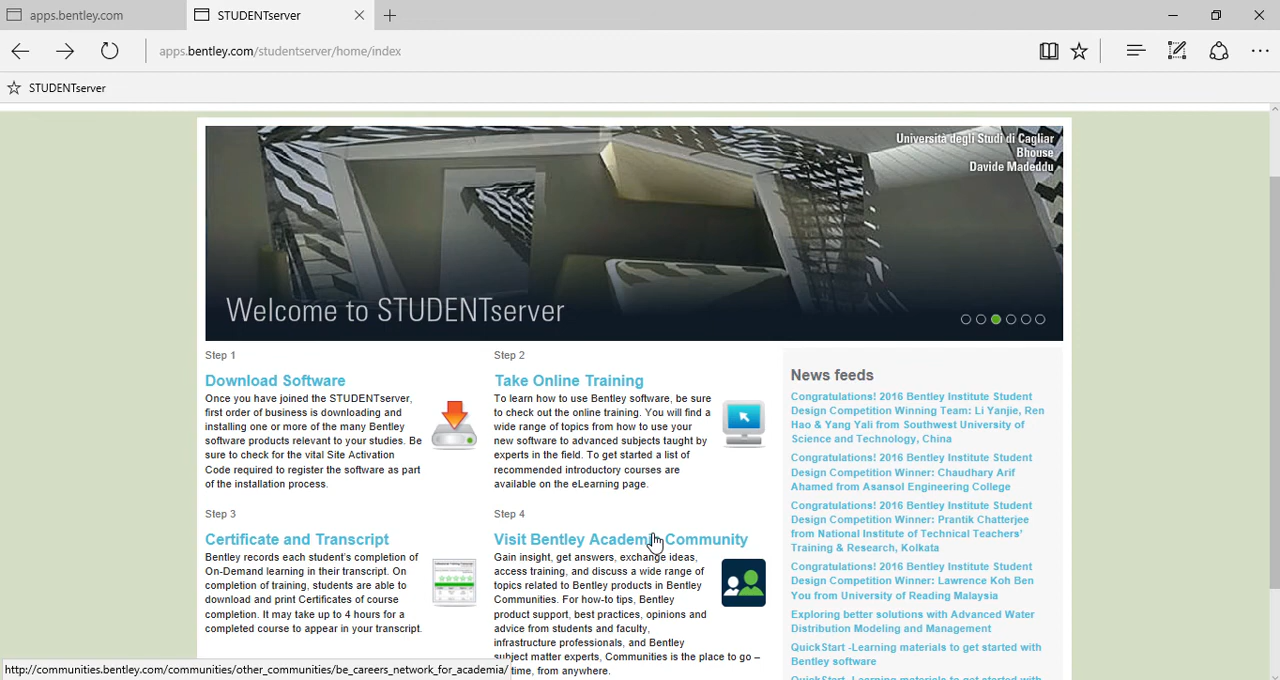 apps.bentley.com
STUDENTserver
apps.bentley.com/studentserver/home/index
STUDENTserver
Università degli Studi di Cagliar
Bhouse
Davide Madeddu
Welcome to STUDENTserver
Step 1
Download Software
Once you have joined the STUDENTserver,
first order of business is downloading and
installing one or more of the many Bentley
software products relevant to your studies. Be
sure to check for the vital Site Activation
Code required to register the software as part
of the installation process.
Step 2
Take Online Training
To learn how to use Bentley software, be sure
to check out the online training. You will find a
wide range of topics from how to use your
new software to advanced subjects taught by
experts in the field. To get started a list of
recommended introductory courses are
available on the eLearning page.
Step 3
Certificate and Transcript
Bentley records each student's completion of
On-Demand learning in their transcript. On
completion of training, students are able to
download and print Certificates of course
completion. It may take up to 4 hours for a
completed course to appear in your transcript.
Step 4
Visit Bentley Academic Community
Gain insight, get answers, exchange ideas,
access training, and discuss a wide range of
topics related to Bentley products in Bentley
Communities. For how-to tips, Bentley
product support, best practices, opinions and
advice from students and faculty,
infrastructure professionals, and Bentley
subject matter experts, Communities is the place to go –
time, from anywhere.
News feeds
Congratulations! 2016 Bentley Institute Student
Design Competition Winning Team: Li Yanjie, Ren
Hao & Yang Yali from Southwest University of
Science and Technology, China
Congratulations! 2016 Bentley Institute Student
Design Competition Winner: Chaudhary Arif
Ahamed from Asansol Engineering College
Congratulations! 2016 Bentley Institute Student
Design Competition Winner: Prantik Chatterjee
from National Institute of Technical Teachers'
Training & Research, Kolkata
Congratulations! 2016 Bentley Institute Student
Design Competition Winner: Lawrence Koh Ben
You from University of Reading Malaysia
Exploring better solutions with Advanced Water
Distribution Modeling and Management
QuickStart -Learning materials to get started with
Bentley software
QuickStart -Learning materials to get started with
http://communities.bentley.com/communities/other_communities/be_careers_network_for_academia/